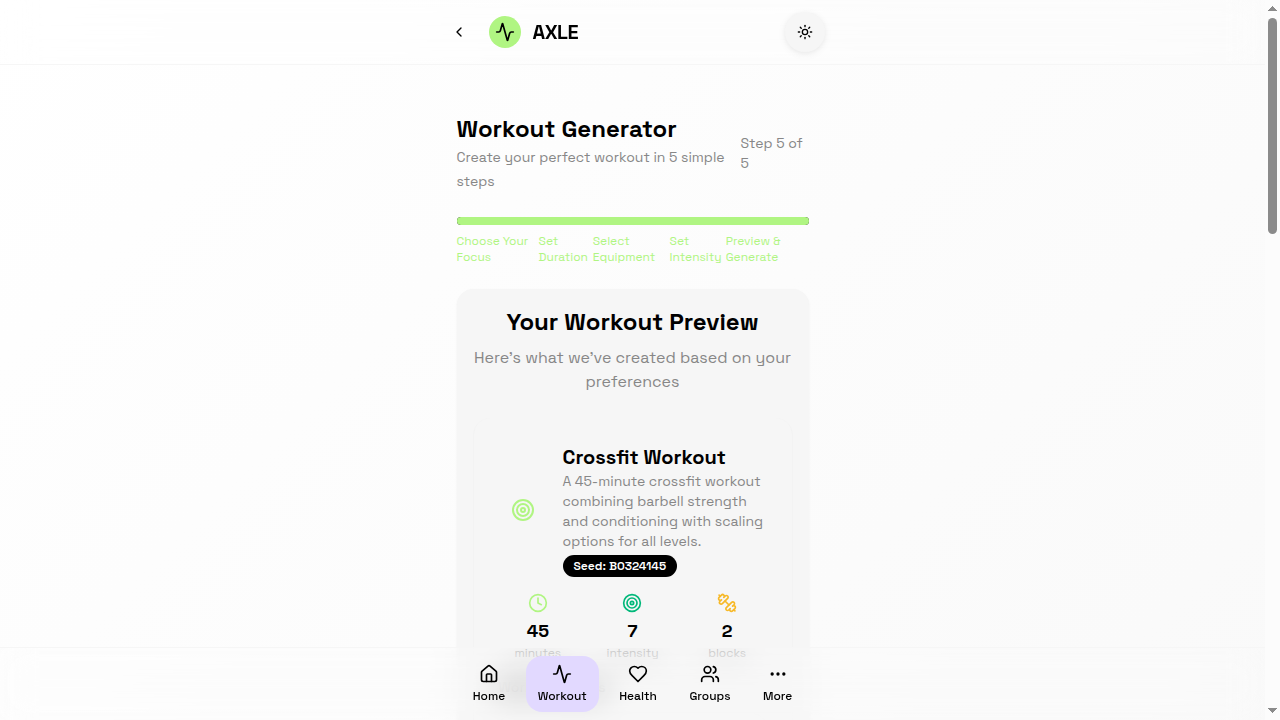 AXLE
Workout Generator
Create your perfect workout in 5 simple
steps
Step 5 of
5
Choose Your
Focus
Set
Duration
Select
Equipment
Set
Intensity
Preview &
Generate
Your Workout Preview
Here's what we've created based on your
preferences
Crossfit Workout
A 45-minute crossfit workout
combining barbell strength
and conditioning with scaling
options for all levels.
Seed: B0324145
45
minutes
7
intensity
2
blocks
Home
Workout
Health
Groups
More